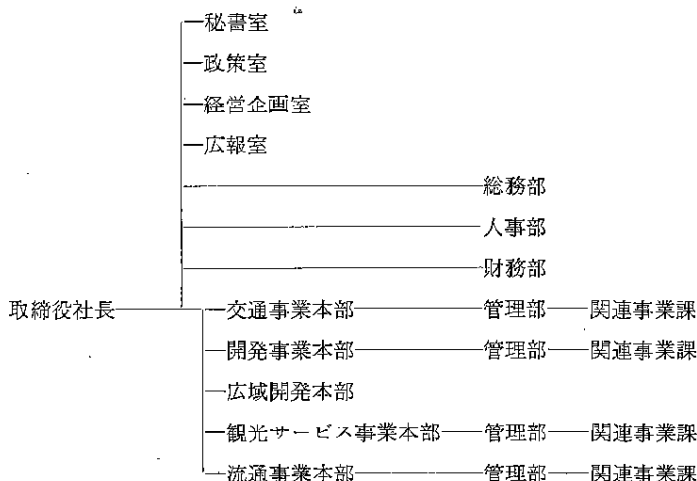 秘書室
政策室
経営企画室
広報室
総務部
人事部
財務部
取締役社長 交通事業本部 管理部 関連事業課
開発事業本部 管理部 関連事業課
広域開発本部
観光サービス事業本部 管理部 関連事業課
流通事業本部 管理部 関連事業課